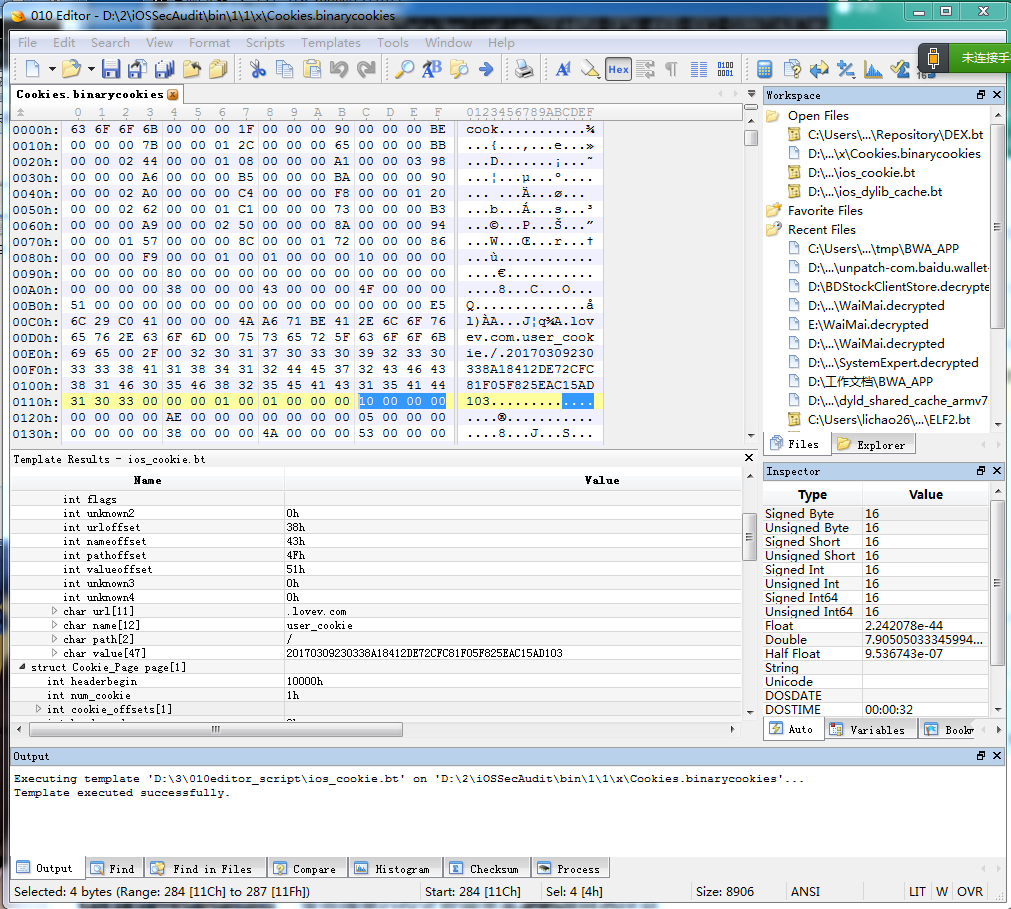 010 Editor - D:\2\iOSSecAudit\bin\1\1\x\Cookies.binarycookies
File Edit Search View Format Scripts Templates Tools Window Help
Hex
未连接手
Cookies.binarycookies
0 1 2 3 4 5 6 7 8 9 A B C D E F 0123456789ABCDEF
0000h: 63 6F 6F 6B 00 00 00 1F 00 00 00 90 00 00 00 BE cook...........¾
0010h: 00 00 00 7B 00 00 01 2C 00 00 00 65 00 00 00 BB ...{...,...e...»
0020h: 00 00 02 44 00 00 01 08 00 00 00 A1 00 00 03 98 ...D.......¡...˜
0030h: 00 00 01 A6 00 00 00 B5 00 00 00 BA 00 00 00 90 ...¦...µ...º....
0040h: 00 00 02 A0 00 00 00 C4 00 00 00 F8 00 00 01 20 ... ...Ä...ø...
0050h: 00 00 02 62 00 00 01 C1 00 00 00 73 00 00 00 B3 ...b...Á...s...³
0060h: 00 00 00 A9 00 00 02 50 00 00 00 8A 00 00 00 94 ...©...P...Š..."
0070h: 00 00 01 57 00 00 00 8C 00 00 01 72 00 00 00 86 ...W...Œ...r...†
0080h: 00 00 00 F9 00 00 01 00 01 00 00 00 10 00 00 00 ...ù............
0090h: 00 00 00 00 80 00 00 00 00 00 00 00 00 00 00 00 ....€...........
00A0h: 00 00 00 00 38 00 00 00 43 00 00 00 4F 00 00 00 ....8...C...O...
00B0h: 51 00 00 00 00 00 00 00 00 00 00 00 00 00 00 E5 Q..............å
00C0h: 6C 29 C0 41 00 00 00 4A A6 71 BE 41 2E 6C 6F 76 l)ÀA...J¦q¾A.lov
00D0h: 65 76 2E 63 6F 6D 00 75 73 65 72 5F 63 6F 6F 6B ev.com.user_cook
00E0h: 69 65 00 2F 00 32 30 31 37 30 33 30 39 32 33 30 ie./.20170309230
00F0h: 33 33 38 41 31 38 34 31 32 44 45 37 32 43 46 43 338A18412DE72CFC
0100h: 38 31 46 30 35 46 38 32 35 45 41 43 31 35 41 44 81F05F825EAC15AD
0110h: 31 30 33 00 00 00 01 00 01 00 00 00 10 00 00 00 103.............
0120h: 00 00 00 00 AE 00 00 00 00 00 00 00 05 00 00 00 ....®...........
0130h: 00 00 00 00 38 00 00 00 4A 00 00 00 53 00 00 00 ....8...J...S...
Template Results - ios_cookie.bt
Name Value
int flags
int unknown2 0h
int urloffset 38h
int nameoffset 43h
int pathoffset 4Fh
int valueoffset 51h
int unknown3 0h
int unknown4 0h
char url[11] .lovev.com
char name[12] user_cookie
char path[2] /
char value[47] 20170309230338A18412DE72CFC81F05F825EAC15AD103
struct Cookie_Page page[1]
int headerbegin 10000h
int num_cookie 1h
int cookie_offsets[1]
Workspace
Open Files
C:\Users\...\Repository\DEX.bt
D:\...\x\Cookies.binarycookies
D:\...\ios_cookie.bt
D:\...\ios_dylib_cache.bt
Favorite Files
Recent Files
C:\Users\...\tmp\BWA_APP
D:\...\unpatch-com.baidu.wallet-
D:\BDStockClientStore.decrypte
D:\...\WaiMai.decrypted
E:\WaiMai.decrypted
D:\...\WaiMai.decrypted
D:\...\SystemExpert.decrypted
D:\工作文档\BWA_APP
D:\...\dyld_shared_cache_armv7
C:\Users\lichao26\...\ELF2.bt
Files Explorer
Inspector
Type Value
Signed Byte 16
Unsigned Byte 16
Signed Short 16
Unsigned Short 16
Signed Int 16
Unsigned Int 16
Signed Int64 16
Unsigned Int64 16
Float 2.242078e-44
Double 7.90505033345994...
Half Float 9.536743e-07
String
Unicode
DOSDATE
DOSTIME 00:00:32
Auto Variables Bookr
Output
Executing template 'D:\3\010editor_script\ios_cookie.bt' on 'D:\2\iOSSecAudit\bin\1\1\x\Cookies.binarycookies'...
Template executed successfully.
Output Find Find in Files Compare Histogram Checksum Process
Selected: 4 bytes (Range: 284 [11Ch] to 287 [11Fh]) Start: 284 [11Ch] Sel: 4 [4h] Size: 8906 ANSI LIT W OVR